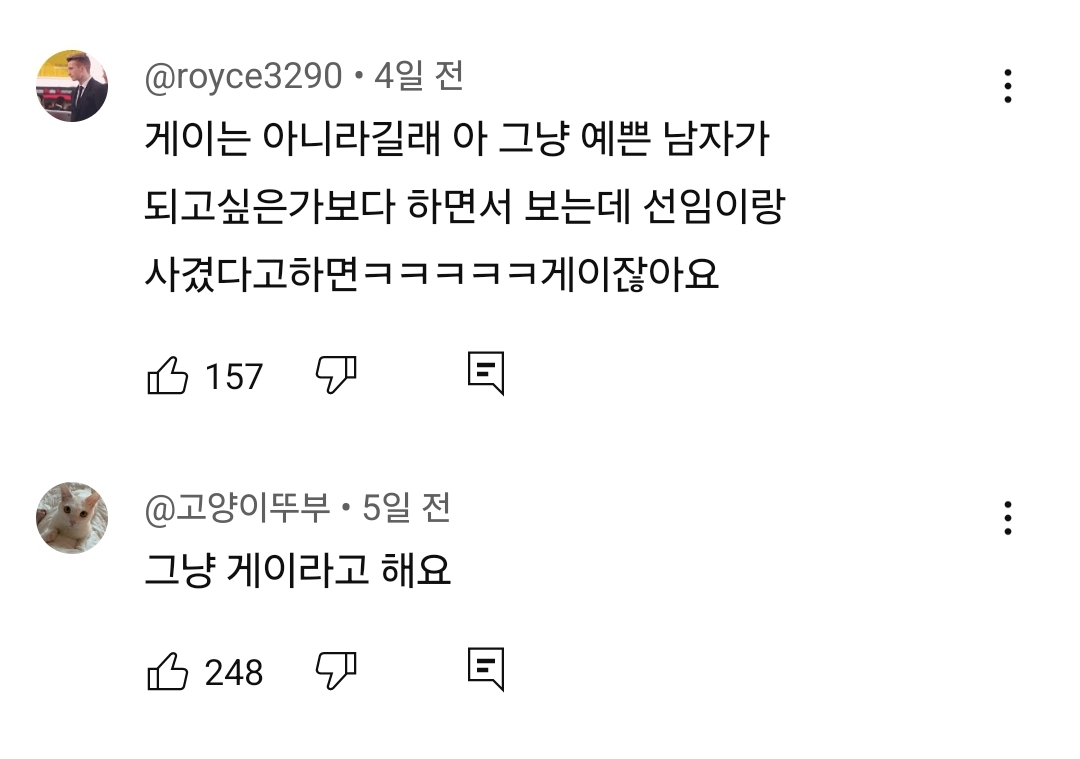 @royce3290 • 4일 전
게이는 아니라길래 아 그냥 예쁜 남자가
되고싶은가보다 하면서 보는데 선임이랑
사겼다고하면ㅋㅋㅋㅋㅋ게이잖아요
157
@고양이뚜부 • 5일 전
그냥 게이라고 해요
248